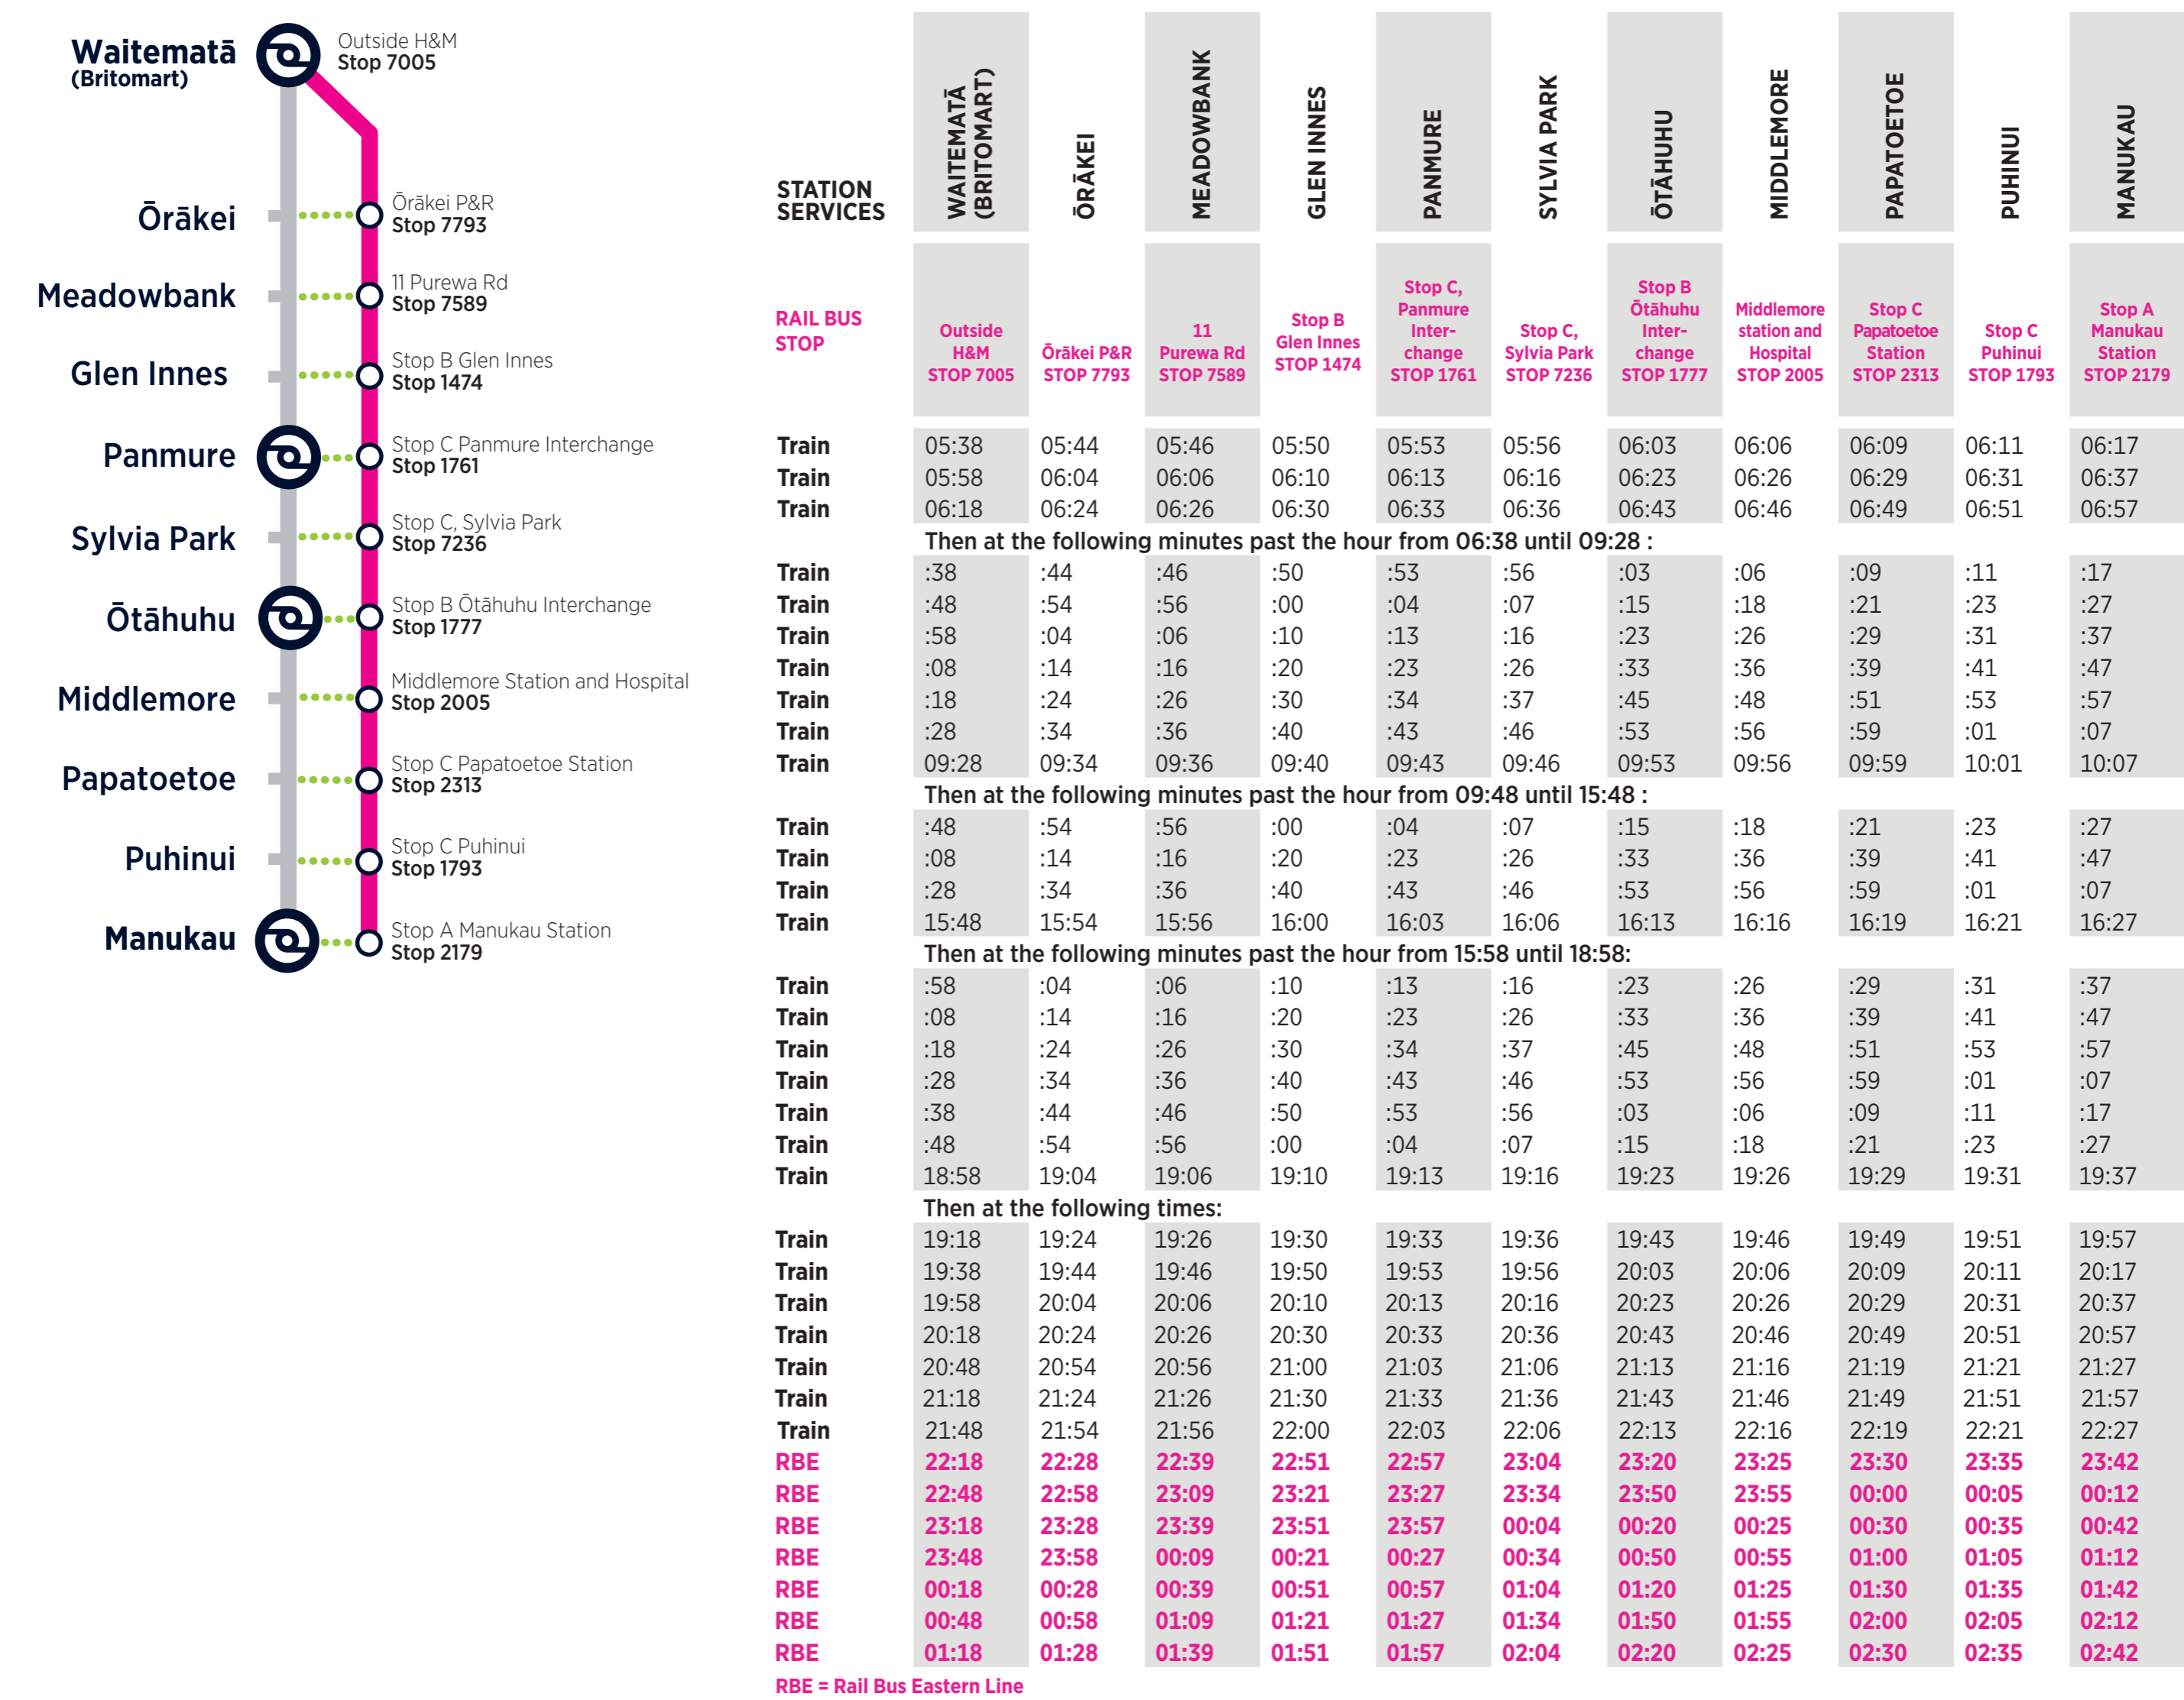 Waitematā
(Britomart)
Outside H&M
Stop 7005
Ōrākei
Ōrākei P&R
Stop 7793
Meadowbank
11 Purewa Rd
Stop 7589
Glen Innes
Stop B Glen Innes
Stop 1474
Panmure
Stop C Panmure Interchange
Stop 1761
Sylvia Park
Stop C, Sylvia Park
Stop 7236
Ōtāhuhu
Stop B Ōtāhuhu Interchange
Stop 1777
Middlemore
Middlemore Station and Hospital
Stop 2005
Papatoetoe
Stop C Papatoetoe Station
Stop 2313
Puhinui
Stop C Puhinui
Stop 1793
Manukau
Stop A Manukau Station
Stop 2179
STATION
SERVICES
WAITEMATĀ
(BRITOMART)
ŌRĀKEI
MEADOWBANK
GLEN INNES
PANMURE
SYLVIA PARK
ŌTĀHUHU
MIDDLEMORE
PAPATOETOE
PUHINUI
MANUKAU
RAIL BUS
STOP
Outside
H&M
STOP 7005
Ōrākei P&R
STOP 7793
11
Purewa Rd
STOP 7589
Stop B
Glen Innes
STOP 1474
Stop C,
Panmure
Inter-
change
STOP 1761
Stop C,
Sylvia Park
STOP 7236
Stop B
Ōtāhuhu
Inter-
change
STOP 1777
Middlemore
station and
Hospital
STOP 2005
Stop C
Papatoetoe
Station
STOP 2313
Stop C
Puhinui
STOP 1793
Stop A
Manukau
Station
STOP 2179
Train 05:38 05:44 05:46 05:50 05:53 05:56 06:03 06:06 06:09 06:11 06:17
Train 05:58 06:04 06:06 06:10 06:13 06:16 06:23 06:26 06:29 06:31 06:37
Train 06:18 06:24 06:26 06:30 06:33 06:36 06:43 06:46 06:49 06:51 06:57
Then at the following minutes past the hour from 06:38 until 09:28 :
Train :38 :44 :46 :50 :53 :56 :03 :06 :09 :11 :17
Train :48 :54 :56 :00 :04 :07 :15 :18 :21 :23 :27
Train :58 :04 :06 :10 :13 :16 :23 :26 :29 :31 :37
Train :08 :14 :16 :20 :23 :26 :33 :36 :39 :41 :47
Train :18 :24 :26 :30 :34 :37 :45 :48 :51 :53 :57
Train :28 :34 :36 :40 :43 :46 :53 :56 :59 :01 :07
Train 09:28 09:34 09:36 09:40 09:43 09:46 09:53 09:56 09:59 10:01 10:07
Then at the following minutes past the hour from 09:48 until 15:48 :
Train :48 :54 :56 :00 :04 :07 :15 :18 :21 :23 :27
Train :08 :14 :16 :20 :23 :26 :33 :36 :39 :41 :47
Train :28 :34 :36 :40 :43 :46 :53 :56 :59 :01 :07
Train 15:48 15:54 15:56 16:00 16:03 16:06 16:13 16:16 16:19 16:21 16:27
Then at the following minutes past the hour from 15:58 until 18:58:
Train :58 :04 :06 :10 :13 :16 :23 :26 :29 :31 :37
Train :08 :14 :16 :20 :23 :26 :33 :36 :39 :41 :47
Train :18 :24 :26 :30 :34 :37 :45 :48 :51 :53 :57
Train :28 :34 :36 :40 :43 :46 :53 :56 :59 :01 :07
Train :38 :44 :46 :50 :53 :56 :03 :06 :09 :11 :17
Train :48 :54 :56 :00 :04 :07 :15 :18 :21 :23 :27
Train 18:58 19:04 19:06 19:10 19:13 19:16 19:23 19:26 19:29 19:31 19:37
Then at the following times:
Train 19:18 19:24 19:26 19:30 19:33 19:36 19:43 19:46 19:49 19:51 19:57
Train 19:38 19:44 19:46 19:50 19:53 19:56 20:03 20:06 20:09 20:11 20:17
Train 19:58 20:04 20:06 20:10 20:13 20:16 20:23 20:26 20:29 20:31 20:37
Train 20:18 20:24 20:26 20:30 20:33 20:36 20:43 20:46 20:49 20:51 20:57
Train 20:48 20:54 20:56 21:00 21:03 21:06 21:13 21:16 21:19 21:21 21:27
Train 21:18 21:24 21:26 21:30 21:33 21:36 21:43 21:46 21:49 21:51 21:57
Train 21:48 21:54 21:56 22:00 22:03 22:06 22:13 22:16 22:19 22:21 22:27
RBE 22:18 22:28 22:39 22:51 22:57 23:04 23:20 23:25 23:30 23:35 23:42
RBE 22:48 22:58 23:09 23:21 23:27 23:34 23:50 23:55 00:00 00:05 00:12
RBE 23:18 23:28 23:39 23:51 23:57 00:04 00:20 00:25 00:30 00:35 00:42
RBE 23:48 23:58 00:09 00:21 00:27 00:34 00:50 00:55 01:00 01:05 01:12
RBE 00:18 00:28 00:39 00:51 00:57 01:04 01:20 01:25 01:30 01:35 01:42
RBE 00:48 00:58 01:09 01:21 01:27 01:34 01:50 01:55 02:00 02:05 02:12
RBE 01:18 01:28 01:39 01:51 01:57 02:04 02:20 02:25 02:30 02:35 02:42
RBE = Rail Bus Eastern Line